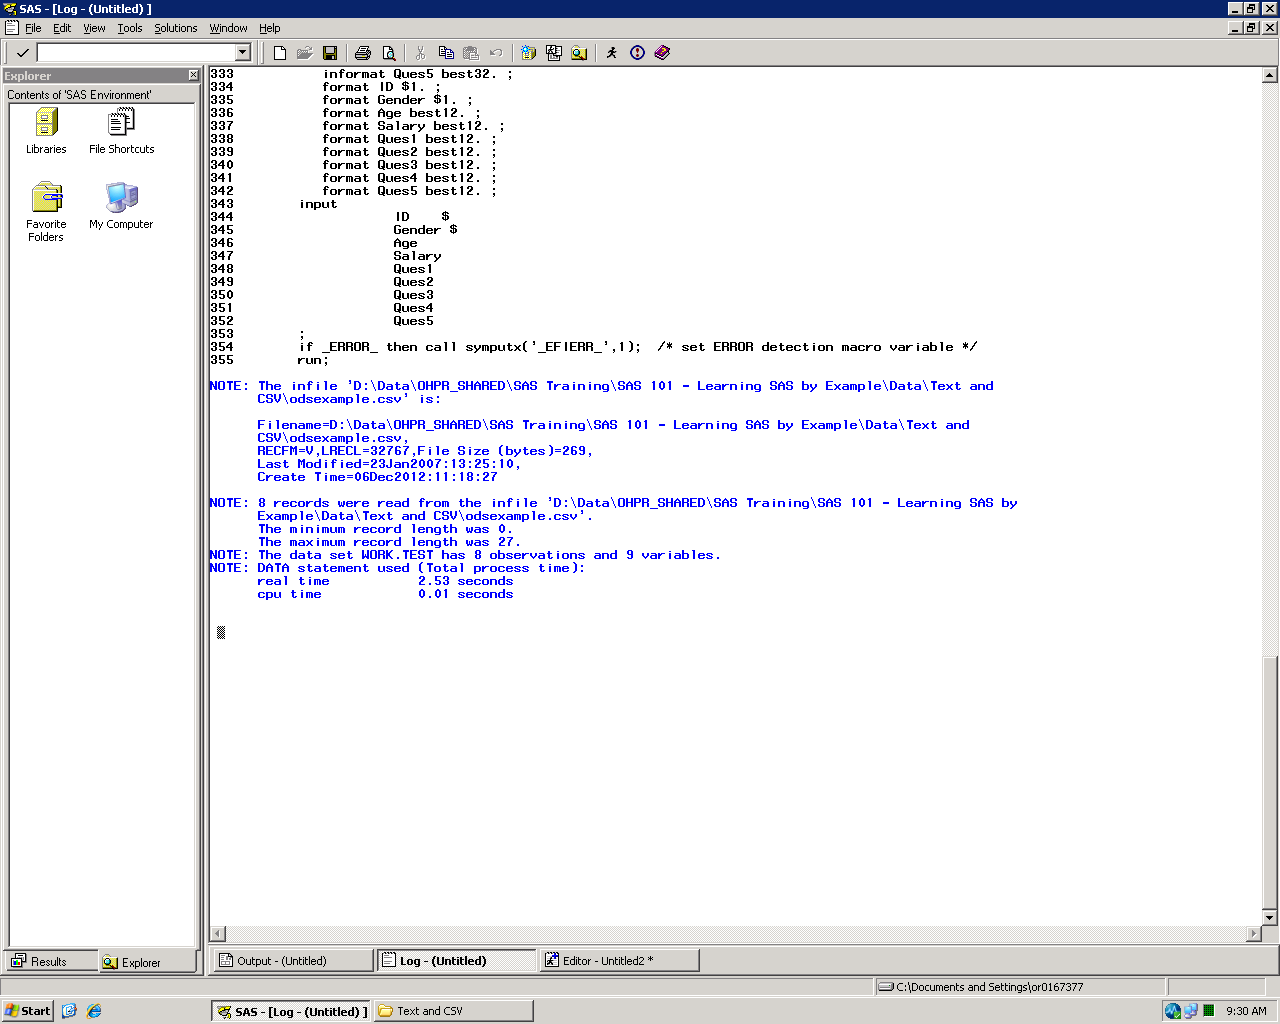 SAS - [Log - (Untitled) ]
File Edit View Tools Solutions Window Help
Explorer
Contents of 'SAS Environment'
Libraries
File Shortcuts
Favorite Folders
My Computer
333 informat Ques5 best32. ;
334 format ID $1. ;
335 format Gender $1. ;
336 format Age best12. ;
337 format Salary best12. ;
338 format Ques1 best12. ;
339 format Ques2 best12. ;
340 format Ques3 best12. ;
341 format Ques4 best12. ;
342 format Ques5 best12. ;
343 input
344 ID $
345 Gender $
346 Age
347 Salary
348 Ques1
349 Ques2
350 Ques3
351 Ques4
352 Ques5
353 ;
354 if _ERROR_ then call symputx('_EFIERR_',1); /* set ERROR detection macro variable */
355 run;
NOTE: The infile 'D:\Data\OHPR_SHARED\SAS Training\SAS 101 - Learning SAS by Example\Data\Text and
CSV\odsexample.csv' is:
Filename=D:\Data\OHPR_SHARED\SAS Training\SAS 101 - Learning SAS by Example\Data\Text and
CSV\odsexample.csv,
RECFM=V,LRECL=32767,File Size (bytes)=269,
Last Modified=23Jan2007:13:25:10,
Create Time=06Dec2012:11:18:27
NOTE: 8 records were read from the infile 'D:\Data\OHPR_SHARED\SAS Training\SAS 101 - Learning SAS by
Example\Data\Text and CSV\odsexample.csv'.
The minimum record length was 0.
The maximum record length was 27.
NOTE: The data set WORK.TEST has 8 observations and 9 variables.
NOTE: DATA statement used (Total process time):
real time 2.53 seconds
cpu time 0.01 seconds
Results
Explorer
Output - (Untitled)
Log - (Untitled)
Editor - Untitled2 *
C:\Documents and Settings\or0167377
Start
SAS - [Log - (Untitled) ]
Text and CSV
9:30 AM